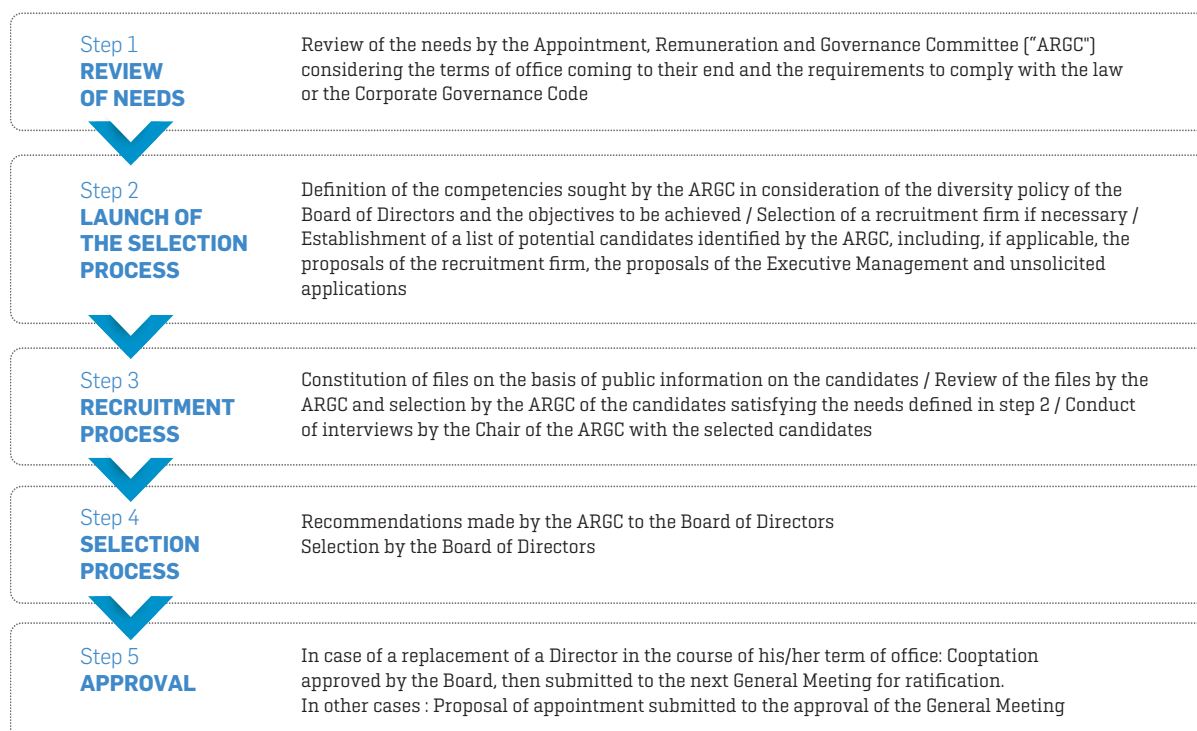 Step 1
REVIEW
OF NEEDS
Review of the needs by the Appointment, Remuneration and Governance Committee (“ARGC")
considering the terms of office coming to their end and the requirements to comply with the law
or the Corporate Governance Code
Step 2
LAUNCH OF
THE SELECTION
PROCESS
Definition of the competencies sought by the ARGC in consideration of the diversity policy of the
Board of Directors and the objectives to be achieved / Selection of a recruitment firm if necessary /
Establishment of a list of potential candidates identified by the ARGC, including, if applicable, the
proposals of the recruitment firm, the proposals of the Executive Management and unsolicited
applications
Step 3
RECRUITMENT
PROCESS
Constitution of files on the basis of public information on the candidates / Review of the files by the
ARGC and selection by the ARGC of the candidates satisfying the needs defined in step 2 / Conduct
of interviews by the Chair of the ARGC with the selected candidates
Step 4
SELECTION
PROCESS
Recommendations made by the ARGC to the Board of Directors
Selection by the Board of Directors
Step 5
APPROVAL
In case of a replacement of a Director in the course of his/her term of office: Cooptation
approved by the Board, then submitted to the next General Meeting for ratification.
In other cases : Proposal of appointment submitted to the approval of the General Meeting